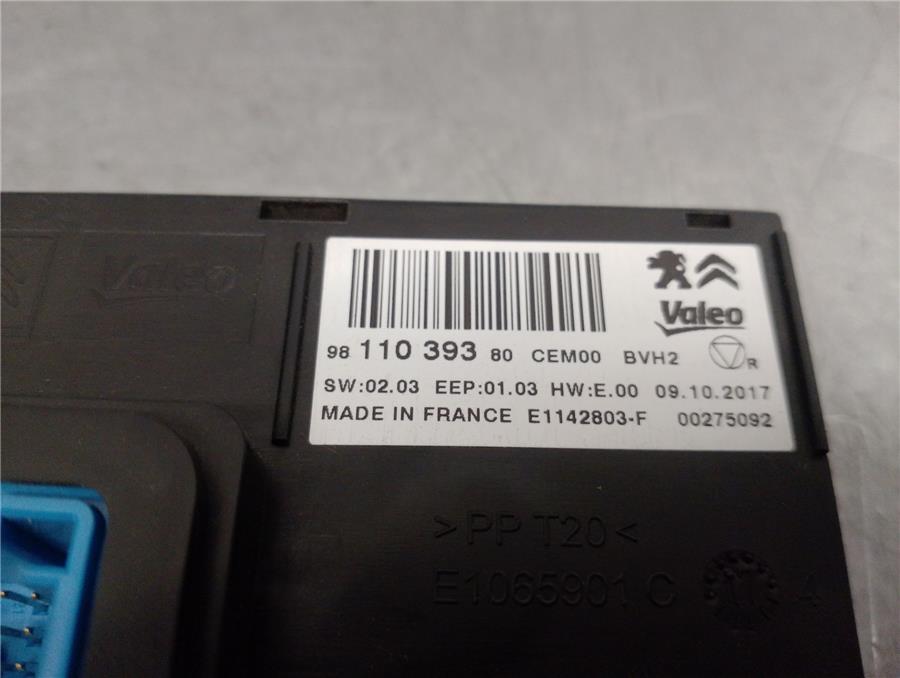 Valeo
Valeo
98 110 393 80 CEM00 BVH2 R
SW:02.03 EEP:01.03 HW:E.00 09.10.2017
MADE IN FRANCE E1142803-F 00275092
>PP T20<
E1065901 C 4